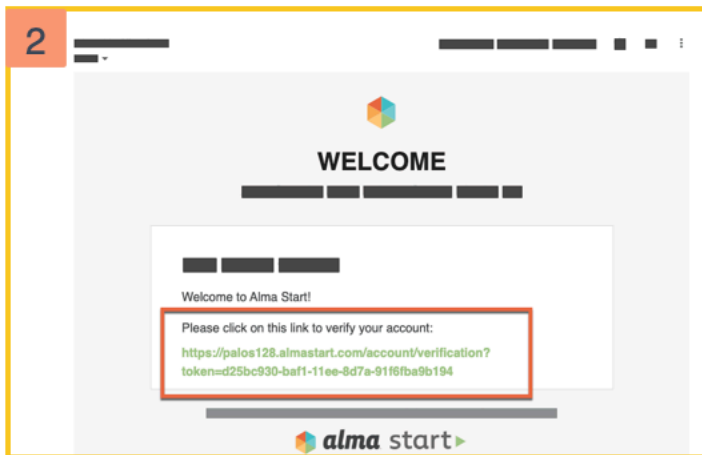 2
WELCOME
Welcome to Alma Start!
Please click on this link to verify your account:
https://palos128.almastart.com/account/verification?
token=d25bc930-baf1-11ee-8d7a-91f6fba9b194
alma start